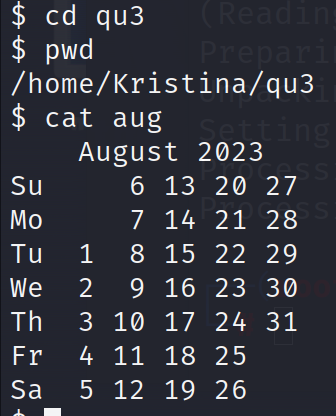 $ cd qu3
$ pwd
/home/Kristina/qu3
$ cat aug
    August 2023
Su     6 13 20 27
Mo     7 14 21 28
Tu  1  8 15 22 29
We  2  9 16 23 30
Th  3 10 17 24 31
Fr  4 11 18 25
Sa  5 12 19 26
$